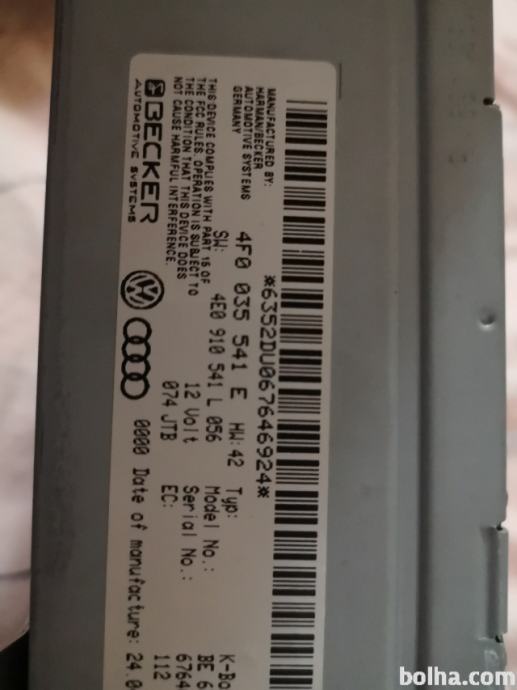 MANUFACTURED BY:
HARMAN/BECKER
AUTOMOTIVE SYSTEMS
GERMANY
THIS DEVICE COMPLIES WITH PART 15 OF
THE FCC RULES. OPERATION IS SUBJECT TO
THE CONDITION THAT THIS DEVICE DOES
NOT CAUSE HARMFUL INTERFERENCE.
BECKER
AUTOMOTIVE SYSTEMS
*6352DU067646924*
4F0 035 541 E HW: 42 Typ: K-Bo
SW: 4E0 910 541 L 056 Model No.: BE 6
12 Volt Serial No.: 6764
074 JTB EC: 112
0000 Date of manufacture: 24.0
bolha.com